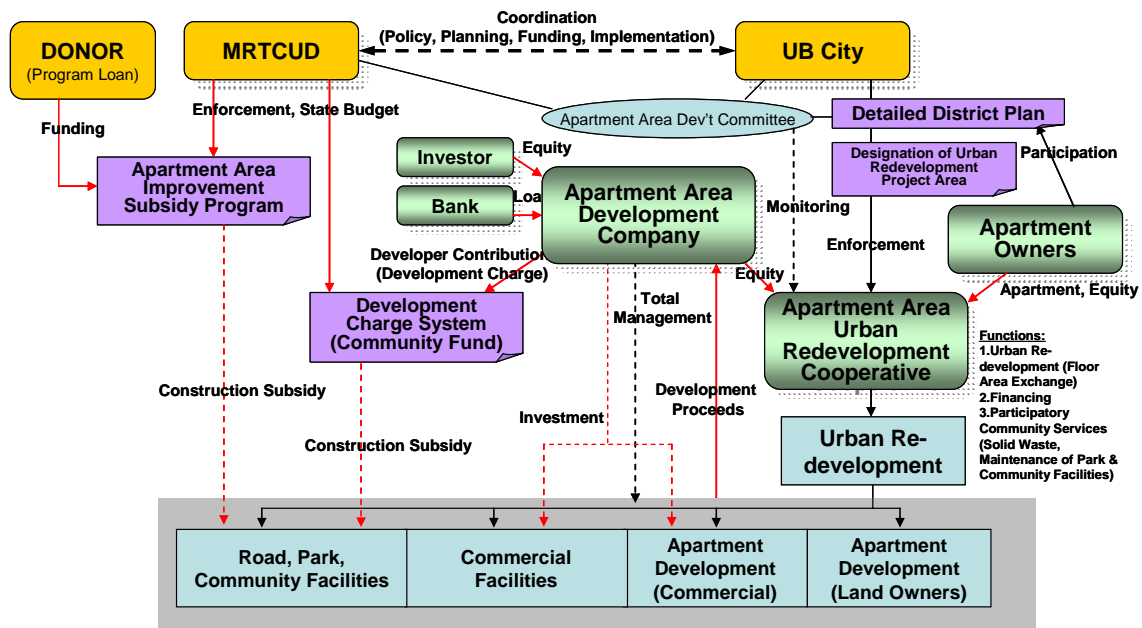 Coordination
(Policy, Planning, Funding, Implementation)
DONOR
(Program Loan)
MRTCUD
UB City
Funding
Enforcement, State Budget
Apartment Area Dev't Committee
Detailed District Plan
Apartment Area
Improvement
Subsidy Program
Investor
Equity
Bank
Loa
Apartment Area
Development
Company
Designation of Urban
Redevelopment
Project Area
Participation
Monitoring
Apartment
Owners
Enforcement
Developer Contribution
(Development Charge)
Equity
Apartment, Equity
Development
Charge System
(Community Fund)
Total
Management
Apartment Area
Urban
Redevelopment
Cooperative
Functions:
1.Urban Re-
development (Floor
Area Exchange)
2.Financing
3.Participatory
Community Services
(Solid Waste,
Maintenance of Park &
Community Facilities)
Construction Subsidy
Development
Proceeds
Investment
Construction Subsidy
Urban Re-
development
Road, Park,
Community Facilities
Commercial
Facilities
Apartment
Development
(Commercial)
Apartment
Development
(Land Owners)